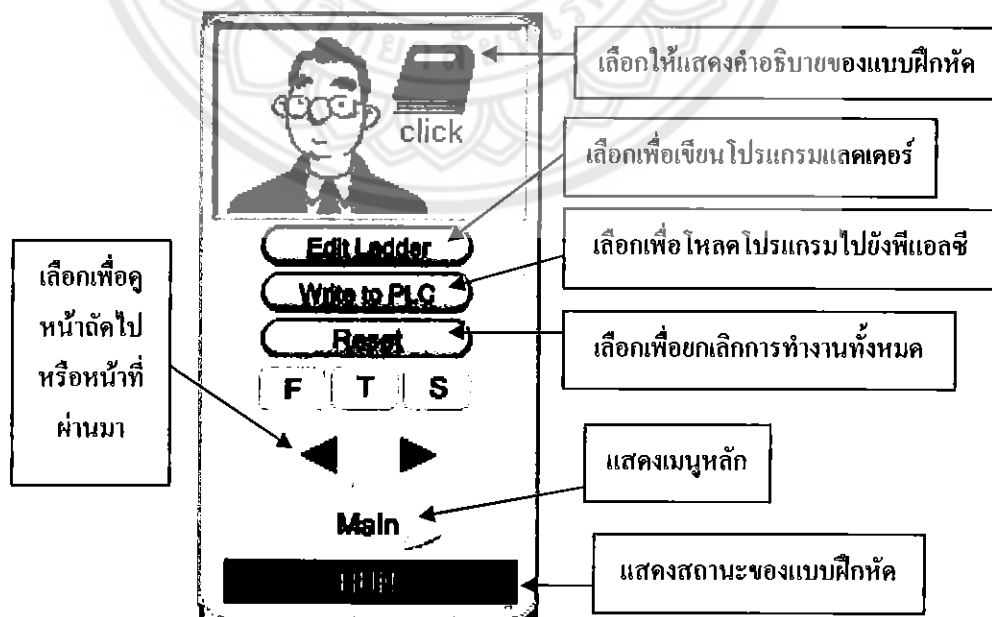 เลือกให้แสดงคำอธิบายของแบบฝึกหัด
click
เลือกเพื่อเขียนโปรแกรมแลดเดอร์
Edit Ladder
เลือกเพื่อโหลดโปรแกรมไปยังพีแอลซี
Write to PLC
เลือกเพื่อดู
หน้าถัดไป
หรือหน้าที่
ผ่านมา
Reset
เลือกเพื่อยกเลิกการทำงานทั้งหมด
F T S
แสดงเมนูหลัก
Main
แสดงสถานะของแบบฝึกหัด